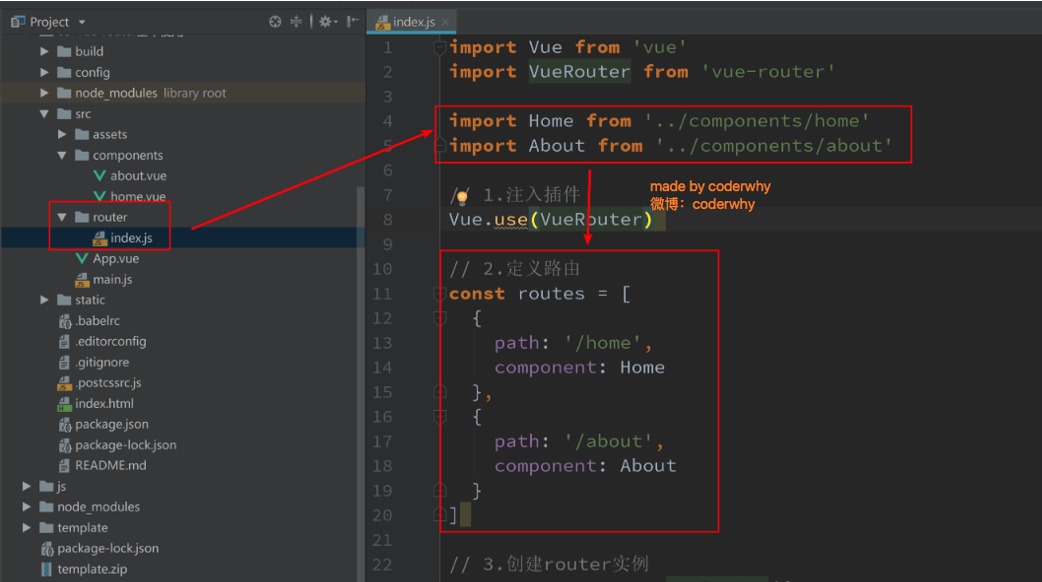 Project
build
config
node_modules library root
src
assets
components
about.vue
home.vue
router
index.js
App.vue
main.js
static
.babelrc
.editorconfig
.gitignore
.postcssrc.js
index.html
package.json
package-lock.json
README.md
js
node_modules
template
package-lock.json
template.zip
index.js
1 import Vue from 'vue'
2 import VueRouter from 'vue-router'
3
4 import Home from '../components/home'
5 import About from '../components/about'
6
7 // 1.注入插件
8 Vue.use(VueRouter)
9
made by coderwhy
微博：coderwhy
10 // 2.定义路由
11 const routes = [
12 {
13 path: '/home',
14 component: Home
15 },
16 {
17 path: '/about',
18 component: About
19 }
20 ]
21
22 // 3.创建router实例